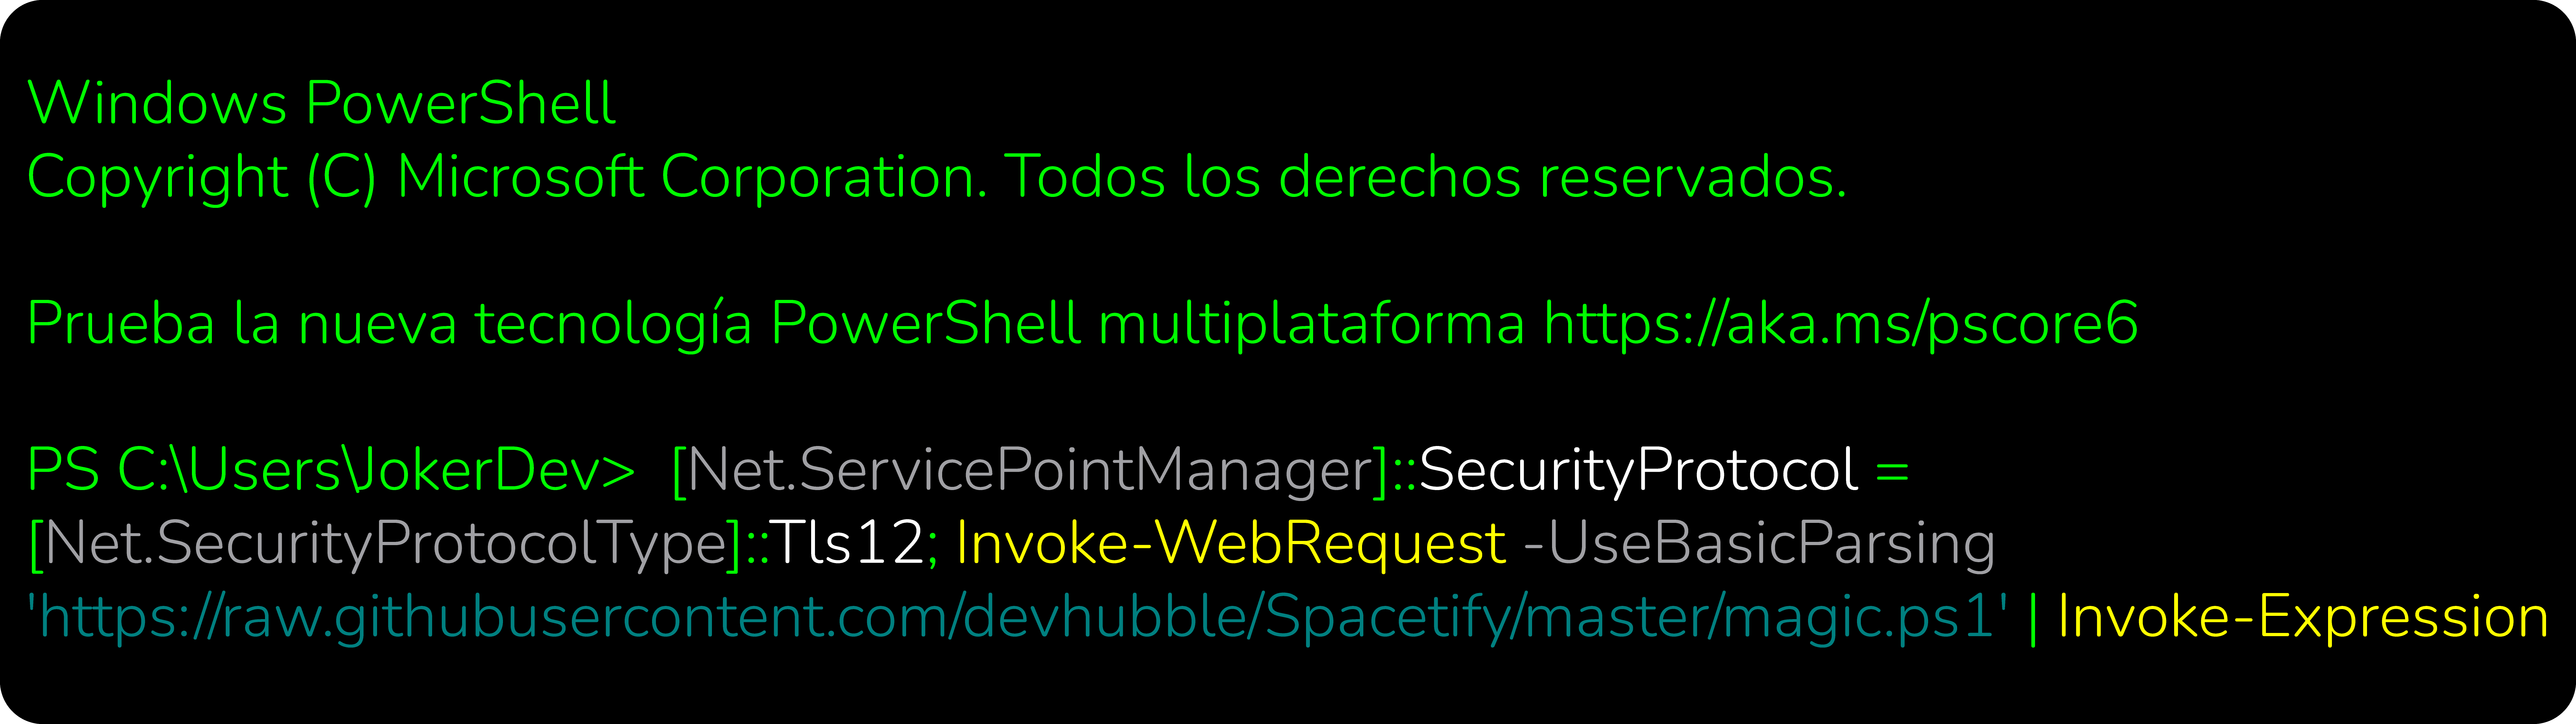 Windows PowerShell
Copyright (C) Microsoft Corporation. Todos los derechos reservados.
Prueba la nueva tecnología PowerShell multiplataforma https://aka.ms/pscore6
PS C:\Users\JokerDev>  [Net.ServicePointManager]::SecurityProtocol =
[Net.SecurityProtocolType]::Tls12; Invoke-WebRequest -UseBasicParsing
'https://raw.githubusercontent.com/devhubble/Spacetify/master/magic.ps1' | Invoke-Expression